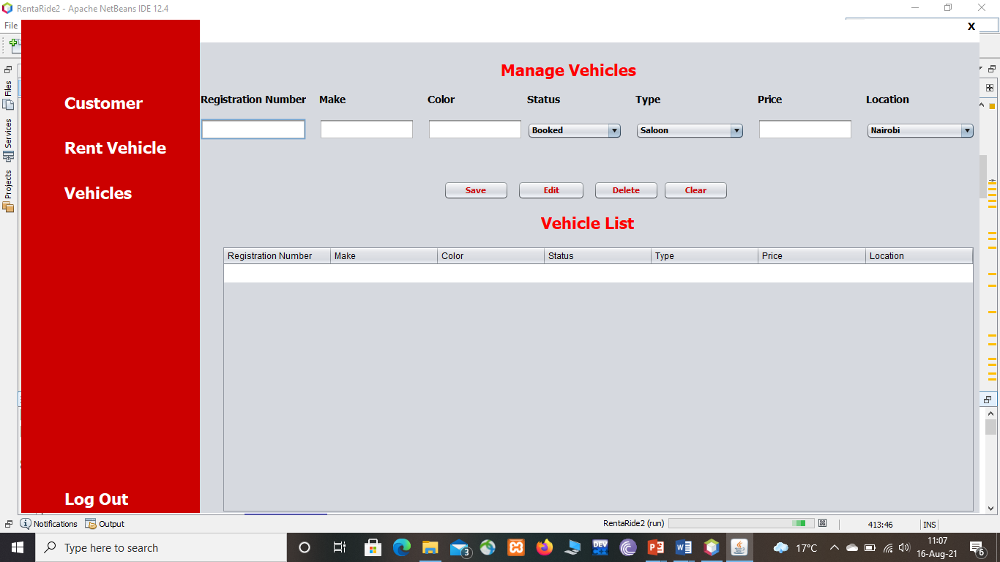 RentaRide2 - Apache NetBeans IDE 12.4
File
X
Manage Vehicles
Registration Number Make Color Status Type Price Location
Booked Saloon Nairobi
Save Edit Delete Clear
Vehicle List
Registration Number Make Color Status Type Price Location
Customer
Rent Vehicle
Vehicles
Log Out
Files
Services
Projects
Notifications Output RentaRide2 (run) 413:46 INS
Type here to search DEV 3 17°C 11:07
16-Aug-21 6